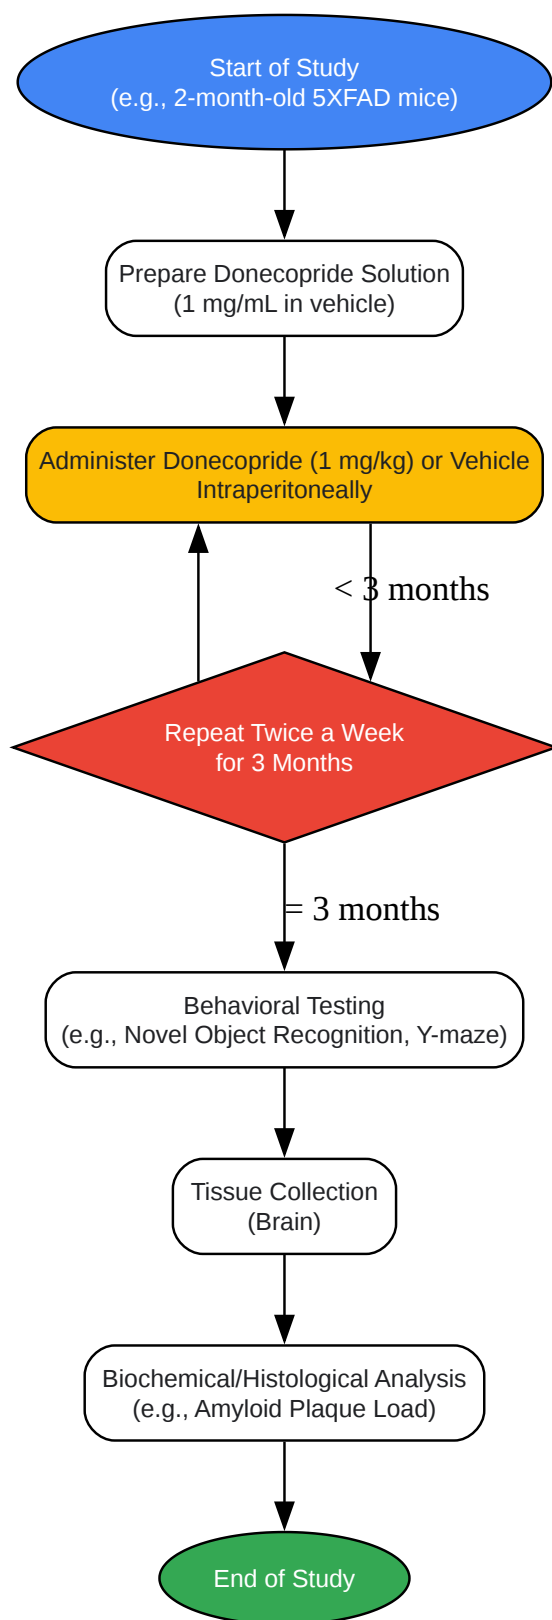 Start of Study
(e.g., 2-month-old 5XFAD mice)
Prepare Donecopride Solution
(1 mg/mL in vehicle)
Administer Donecopride (1 mg/kg) or Vehicle
Intraperitoneally
< 3 months
Repeat Twice a Week
for 3 Months
= 3 months
Behavioral Testing
(e.g., Novel Object Recognition, Y-maze)
Tissue Collection
(Brain)
Biochemical/Histological Analysis
(e.g., Amyloid Plaque Load)
End of Study